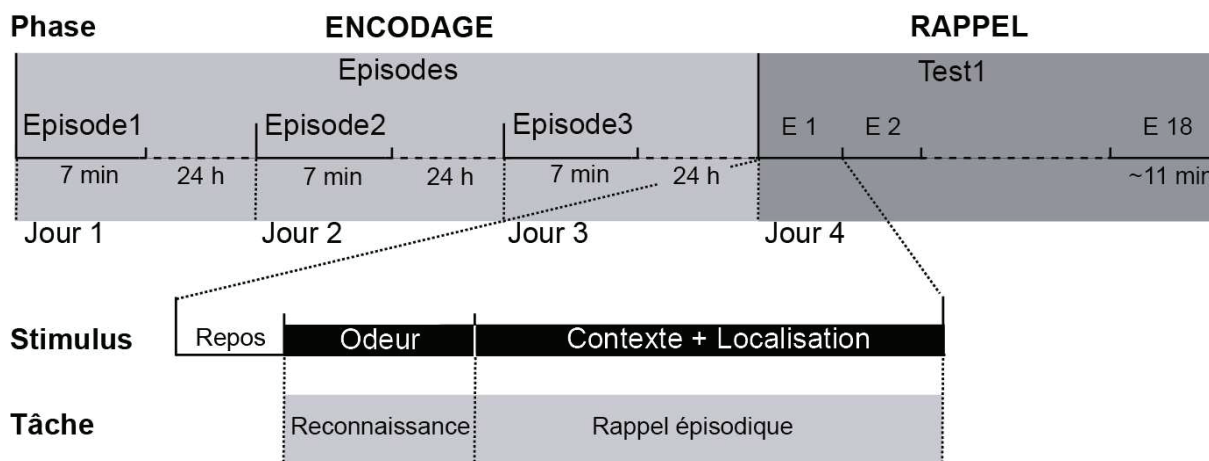 Phase ENCODAGE RAPPEL
Episodes Test1
Episode1 Episode2 Episode3 E 1 E 2 E 18
7 min 24 h 7 min 24 h 7 min 24 h ~11 min
Jour 1 Jour 2 Jour 3 Jour 4
Stimulus Repos Odeur Contexte + Localisation
Tâche Reconnaissance Rappel épisodique